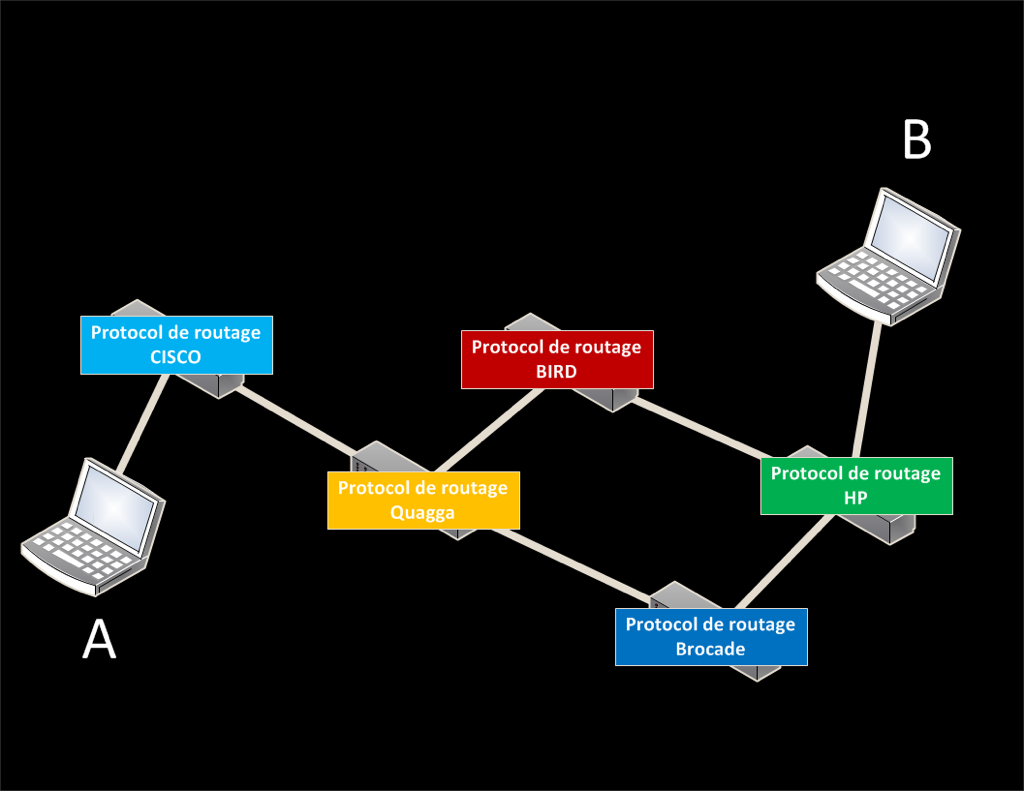 B
Protocol de routage
CISCO
Protocol de routage
BIRD
Protocol de routage
Quagga
Protocol de routage
HP
Protocol de routage
Brocade
A